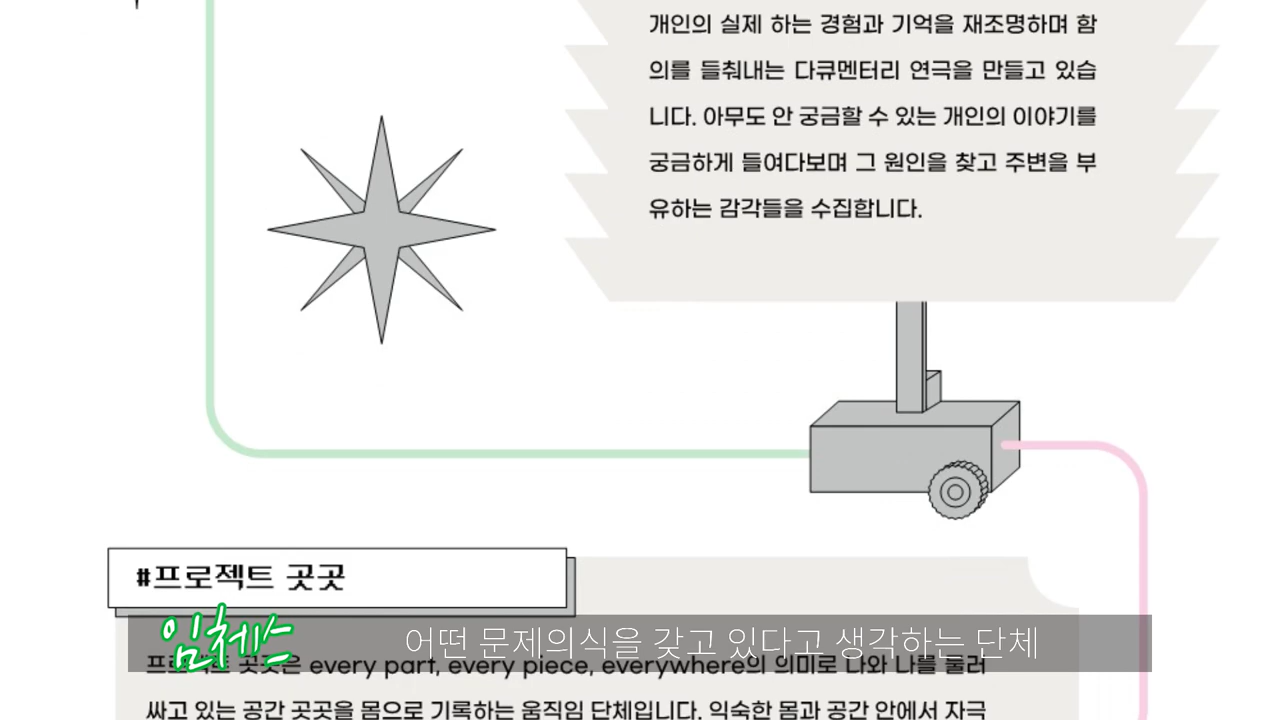 개인의 실제 하는 경험과 기억을 재조명하며 함
의를 들춰내는 다큐멘터리 연극을 만들고 있습
니다. 아무도 안 궁금할 수 있는 개인의 이야기를
궁금하게 들여다보며 그 원인을 찾고 주변을 부
유하는 감각들을 수집합니다.
#프로젝트 곳곳
임체스 어떤 문제의식을 갖고 있다고 생각하는 단체
프로젝트 곳곳은 every part, every piece, everywhere의 의미로 나와 나를 둘러
싸고 있는 공간 곳곳을 몸으로 기록하는 움직임 단체입니다. 익숙한 몸과 공간 안에서 자극